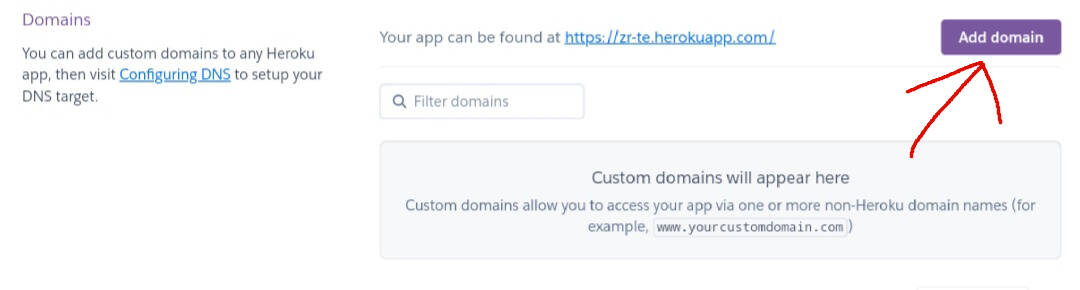 Domains
You can add custom domains to any Heroku
app, then visit Configuring DNS to setup your
DNS target.
Your app can be found at https://zr-te.herokuapp.com/
Add domain
Filter domains
Custom domains will appear here
Custom domains allow you to access your app via one or more non-Heroku domain names (for
example, www.yourcustomdomain.com )